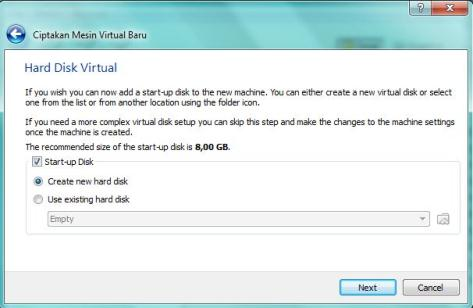 Ciptakan Mesin Virtual Baru
Hard Disk Virtual
If you wish you can now add a start-up disk to the new machine. You can either create a new virtual disk or select
one from the list or from another location using the folder icon.
If you need a more complex virtual disk setup you can skip this step and make the changes to the machine settings
once the machine is created.
The recommended size of the start-up disk is 8,00 GB.
Start-up Disk
Create new hard disk
Use existing hard disk
Empty
Next Cancel